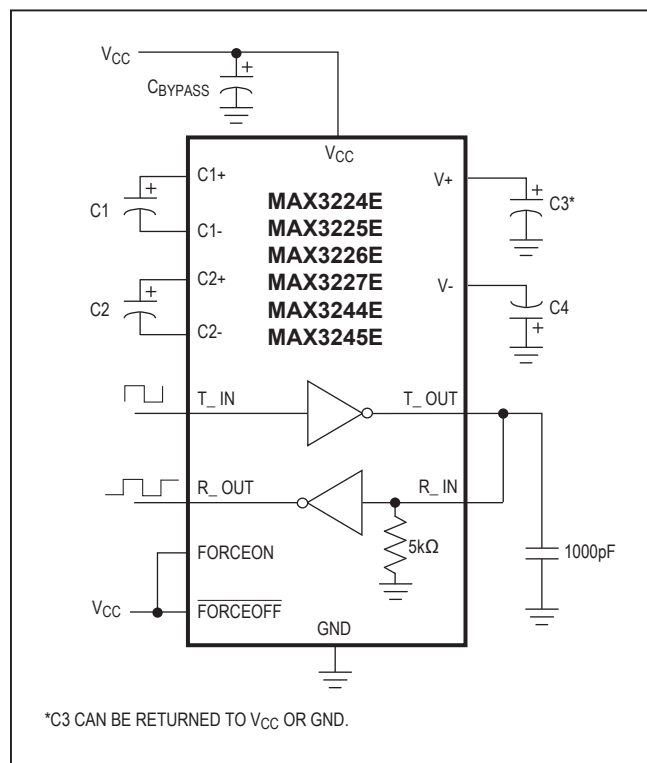 VCC
CBYPASS
+
VCC
C1+
C1
+
C1-
C2+
C2
+
C2-
MAX3224E
MAX3225E
MAX3226E
MAX3227E
MAX3244E
MAX3245E
V+
+
C3*
V-
C4
+
T_ IN
T_ OUT
R_ OUT
R_ IN
5kΩ
1000pF
FORCEON
VCC
FORCEOFF
GND
*C3 CAN BE RETURNED TO VCC OR GND.